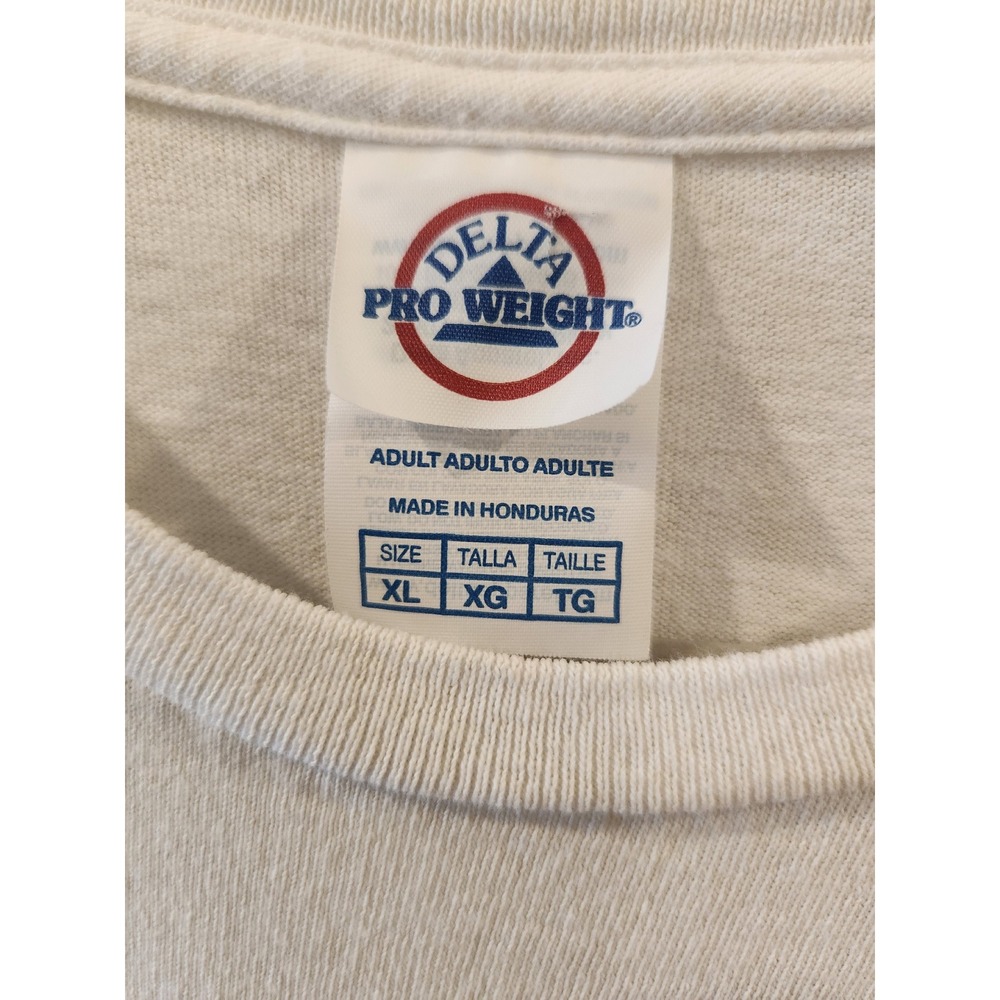 DELTA
PRO WEIGHT®
ADULT ADULTO ADULTE
MADE IN HONDURAS
SIZE TALLA TAILLE
XL XG TG